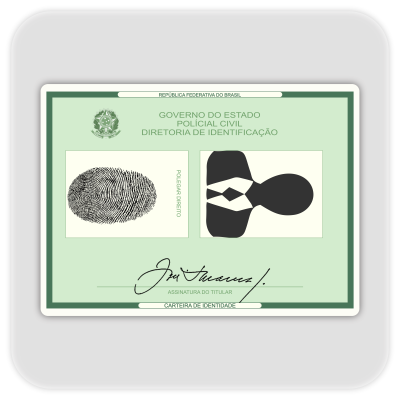 REPÚBLICA FEDERATIVA DO BRASIL
GOVERNO DO ESTADO
POLÍCIAL CIVIL
DIRETORIA DE IDENTIFICAÇÃO
POLEGAR DIREITO
ASSINATURA DO TITULAR
CARTEIRA DE IDENTIDADE